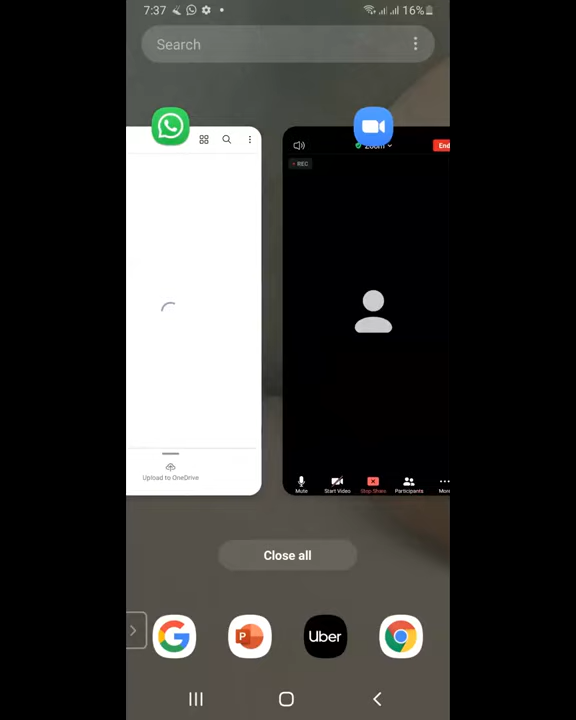 7:37
16%
Search
Zoom
End
REC
Upload to OneDrive
Mute
Start Video
Stop Share
Participants
More
Close all
G
P
Uber